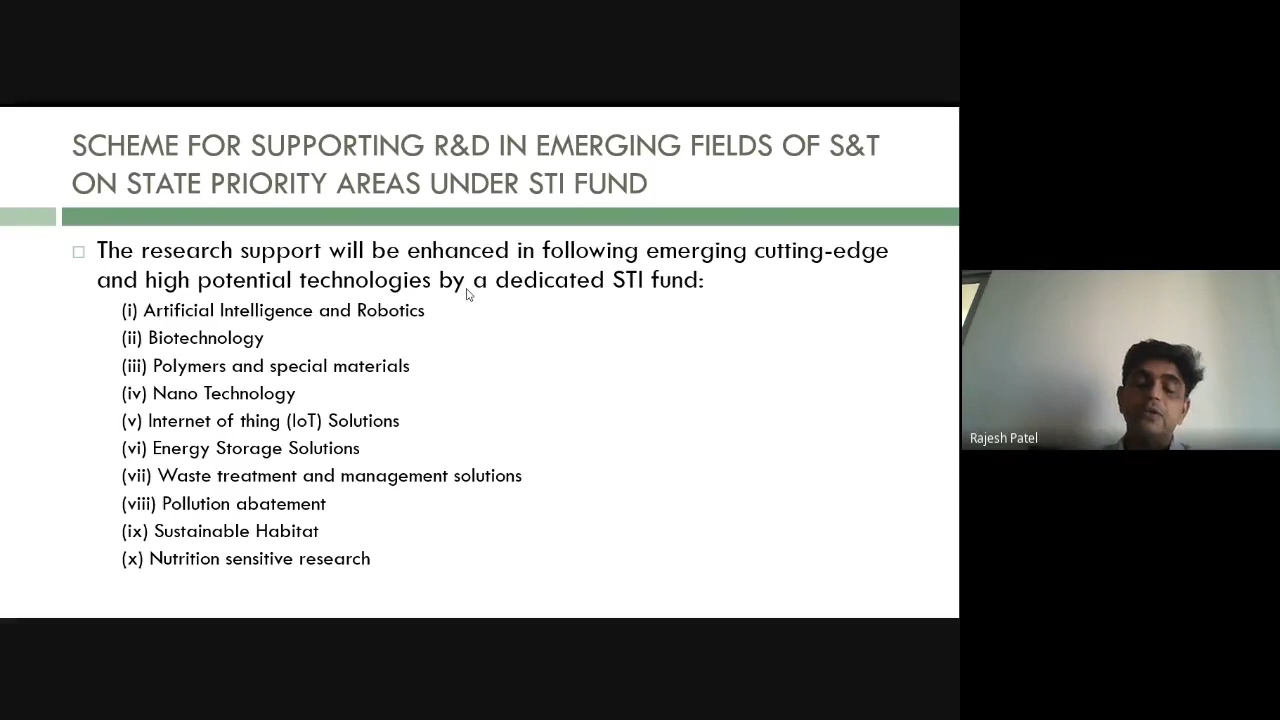 SCHEME FOR SUPPORTING R&D IN EMERGING FIELDS OF S&T
ON STATE PRIORITY AREAS UNDER STI FUND
The research support will be enhanced in following emerging cutting-edge
and high potential technologies by a dedicated STI fund:
(i) Artificial Intelligence and Robotics
(ii) Biotechnology
(iii) Polymers and special materials
(iv) Nano Technology
(v) Internet of thing (IoT) Solutions
(vi) Energy Storage Solutions
(vii) Waste treatment and management solutions
(viii) Pollution abatement
(ix) Sustainable Habitat
(x) Nutrition sensitive research
Rajesh Patel